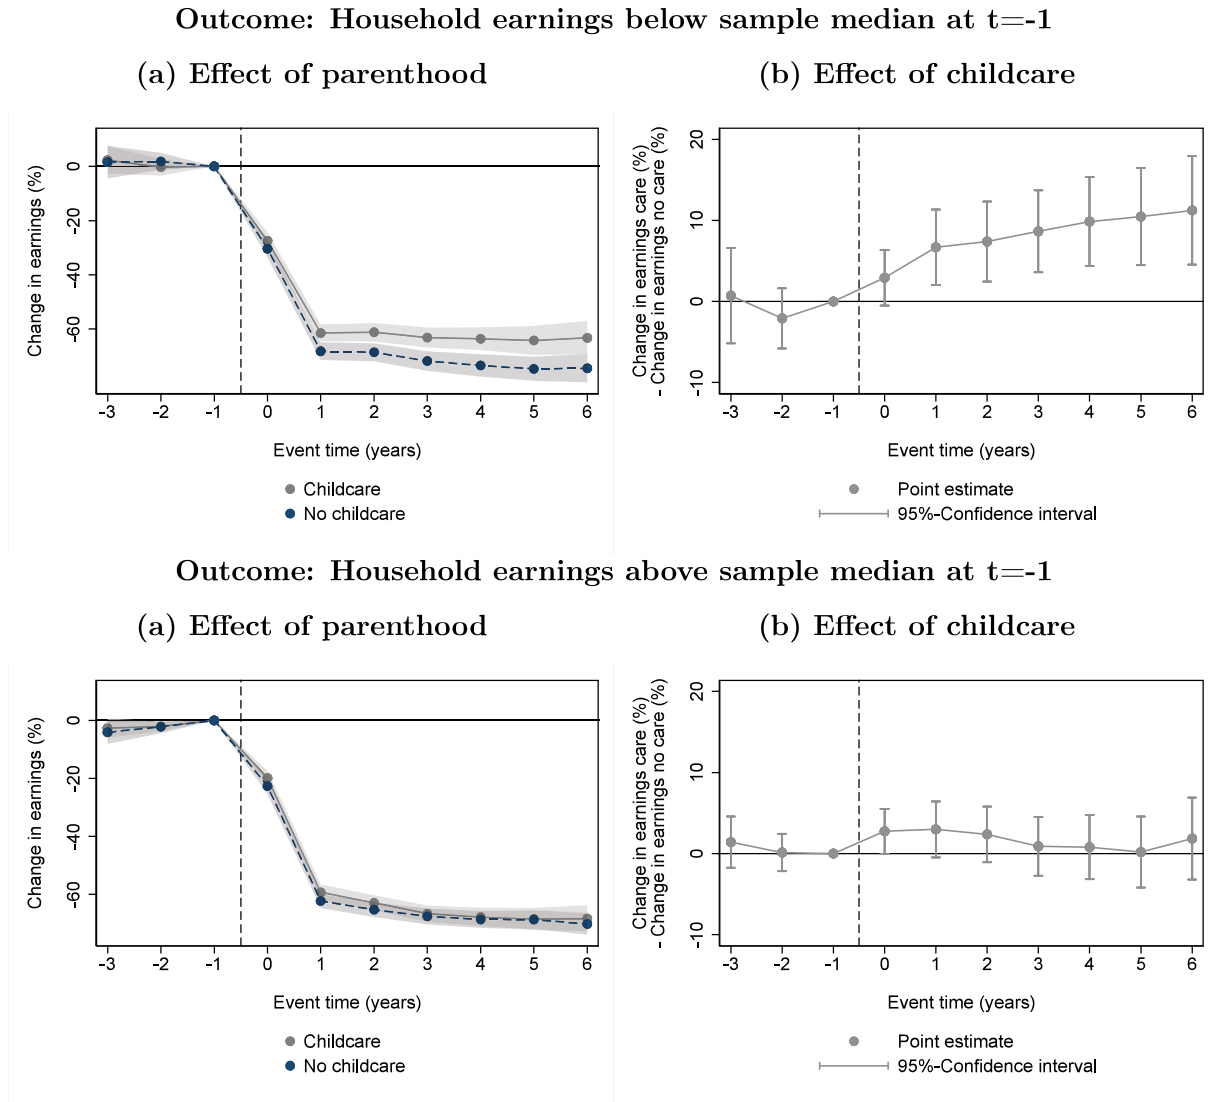 Outcome: Household earnings below sample median at t=-1
(a) Effect of parenthood
(b) Effect of childcare
Change in earnings (%)
0
-20
-40
-60
-3 -2 -1 0 1 2 3 4 5 6
Event time (years)
Childcare
No childcare
Change in earnings care (%)
- Change in earnings no care (%)
20
10
0
-10
-3 -2 -1 0 1 2 3 4 5 6
Event time (years)
Point estimate
95%-Confidence interval
Outcome: Household earnings above sample median at t=-1
(a) Effect of parenthood
(b) Effect of childcare
Change in earnings (%)
0
-20
-40
-60
-3 -2 -1 0 1 2 3 4 5 6
Event time (years)
Childcare
No childcare
Change in earnings care (%)
- Change in earnings no care (%)
20
10
0
-10
-3 -2 -1 0 1 2 3 4 5 6
Event time (years)
Point estimate
95%-Confidence interval